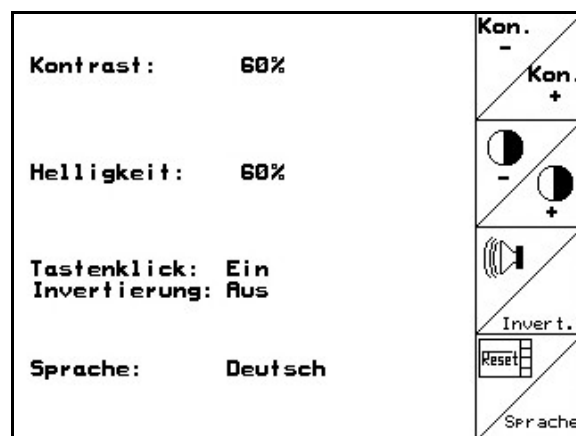 Kontrast: 60%
Helligkeit: 60%
Tastenklick: Ein
Invertierung: Aus
Sprache: Deutsch
Kon.
-
Kon.
+
-
+
Invert.
Reset
Sprache